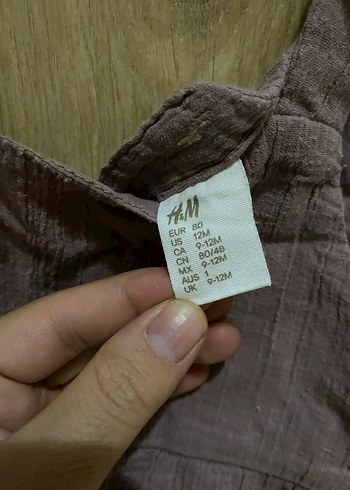 H&M
EUR 80
US 12M
CA 9-12M
CN 80/48
MX 9-12M
AUS 1
UK 9-12M